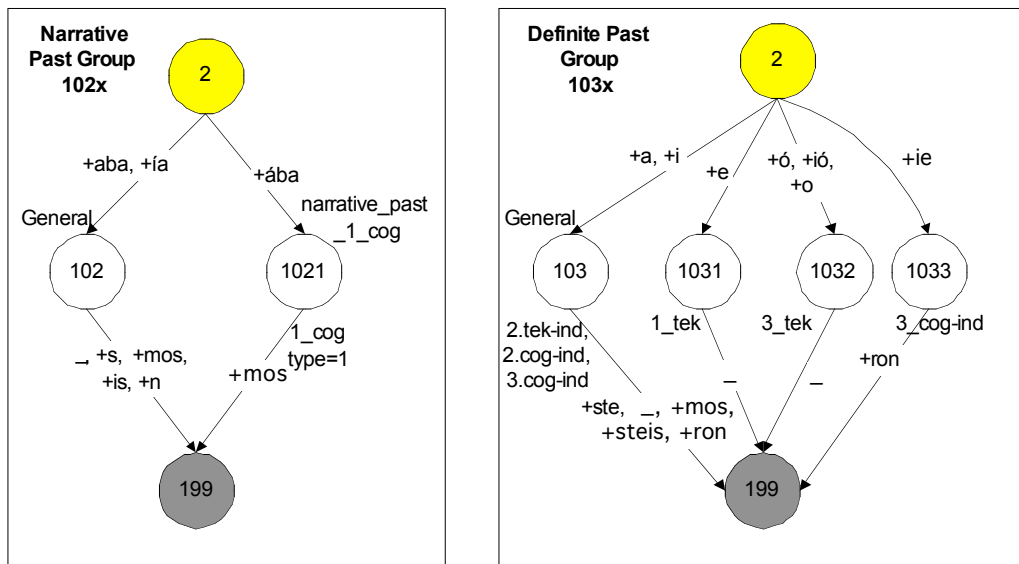 Narrative
Past Group
102x
2
+aba, +ía
+ába
narrative_past
_1_cog
General
102
1021
1_cog
type=1
_, +s, +mos,
+is, +n
+mos
199
Definite Past
Group
103x
2
+a, +i
+e
+ó, +ió,
+o
+ie
General
103
1031
1032
1033
2.tek-ind,
2.cog-ind,
3.cog-ind
1_tek
3_tek
3_cog-ind
+ron
_
_
+ste, _, +mos,
+steis, +ron
199